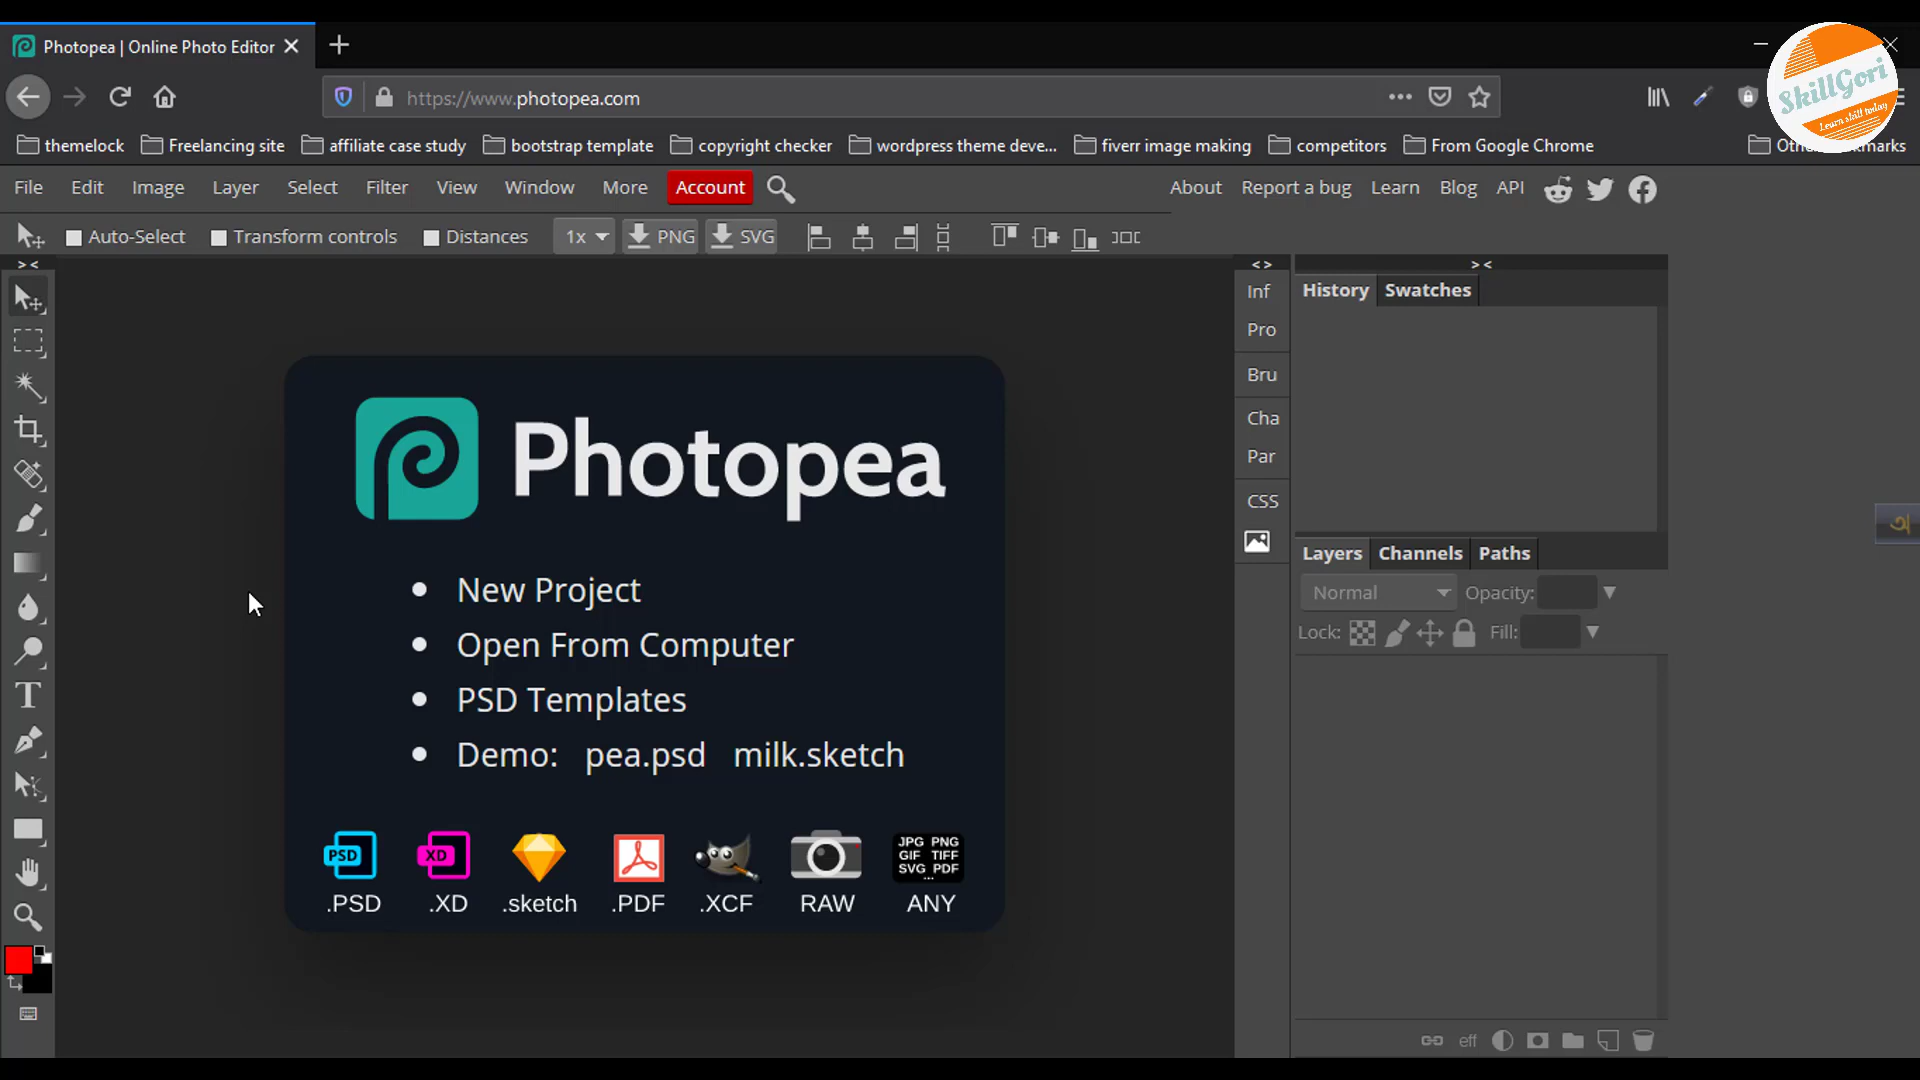 Photopea | Online Photo Editor
SkillGori
Learn skill today
https://www.photopea.com
themelock Freelancing site affiliate case study bootstrap template copyright checker wordpress theme deve... fiverr image making competitors From Google Chrome
File Edit Image Layer Select Filter View Window More Account About Report a bug Learn Blog API
Auto-Select Transform controls Distances 1x PNG SVG
> < < > > <
Inf
Pro
Bru
Cha
Par
CSS
History Swatches
Photopea
New Project
Open From Computer
PSD Templates
Demo: pea.psd milk.sketch
PSD XD JPG PNG
GIF TIFF
SVG PDF
...
.PSD .XD .sketch .PDF .XCF RAW ANY
Layers Channels Paths
Normal Opacity:
Lock: Fill:
eff
অ